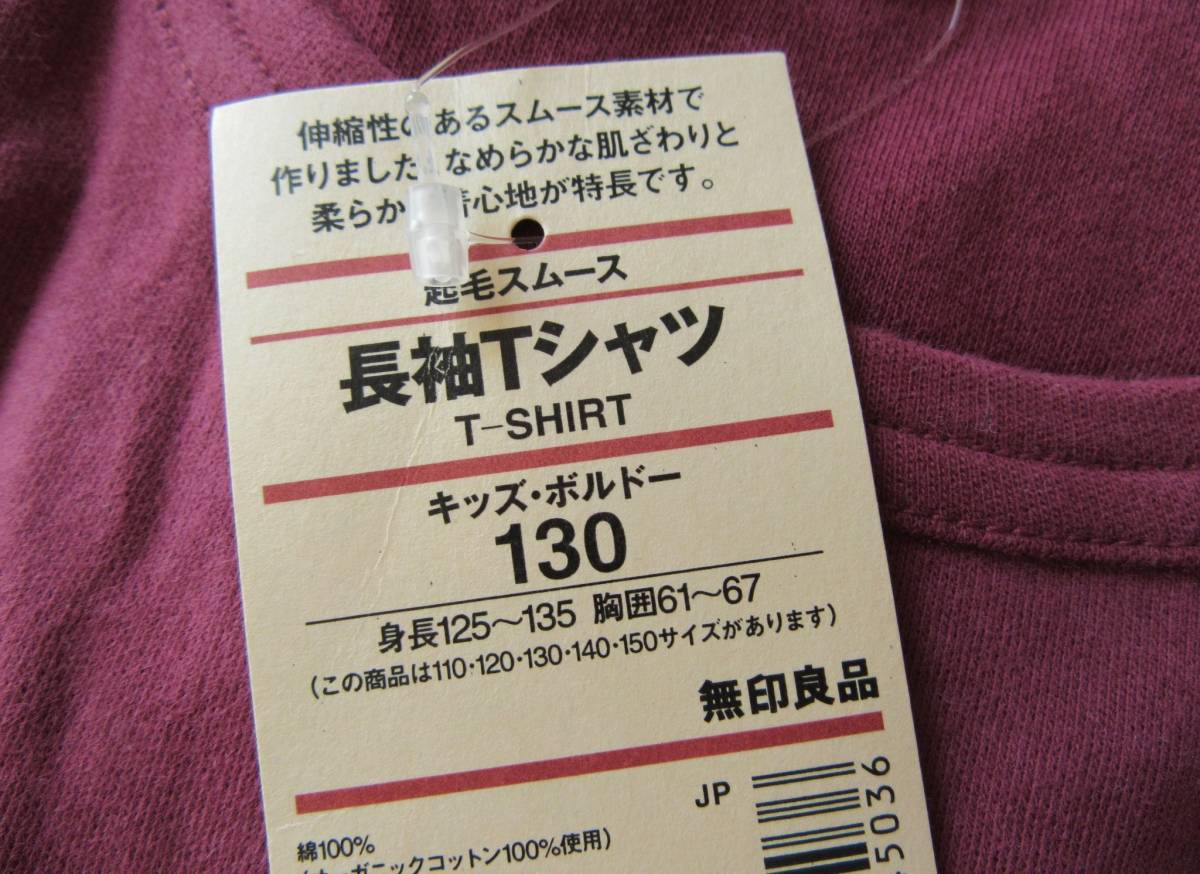 伸縮性のあるスムース素材で
作りました。なめらかな肌ざわりと
柔らか 着心地が特長です。
起毛スムース
長袖Tシャツ
T-SHIRT
キッズ・ボルドー
130
身長125～135 胸囲61～67
(この商品は110・120・130・140・150サイズがあります)
無印良品
JP
5036
綿100%
オーガニックコットン100%使用)